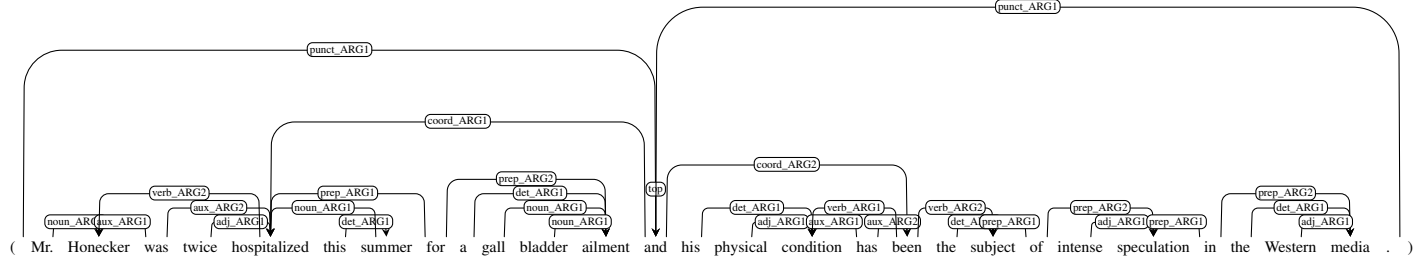 punct_ARG1
punct_ARG1
coord_ARG1
coord_ARG2
prep_ARG2
top
verb_ARG2 prep_ARG1 det_ARG1 prep_ARG2
aux_ARG2 noun_ARG1 noun_ARG1 det_ARG1 verb_ARG1 verb_ARG2 prep_ARG2 det_ARG1
aux_ARG1 adj_ARG1 det_ARG1 noun_ARG1 adj_ARG1 aux_ARG1 aux_ARG2 prep_ARG1 adj_ARG1 prep_ARG1 adj_ARG1
( Mr. Honecker was twice hospitalized this summer for a gall bladder ailment and his physical condition has been the subject of intense speculation in the Western media . )